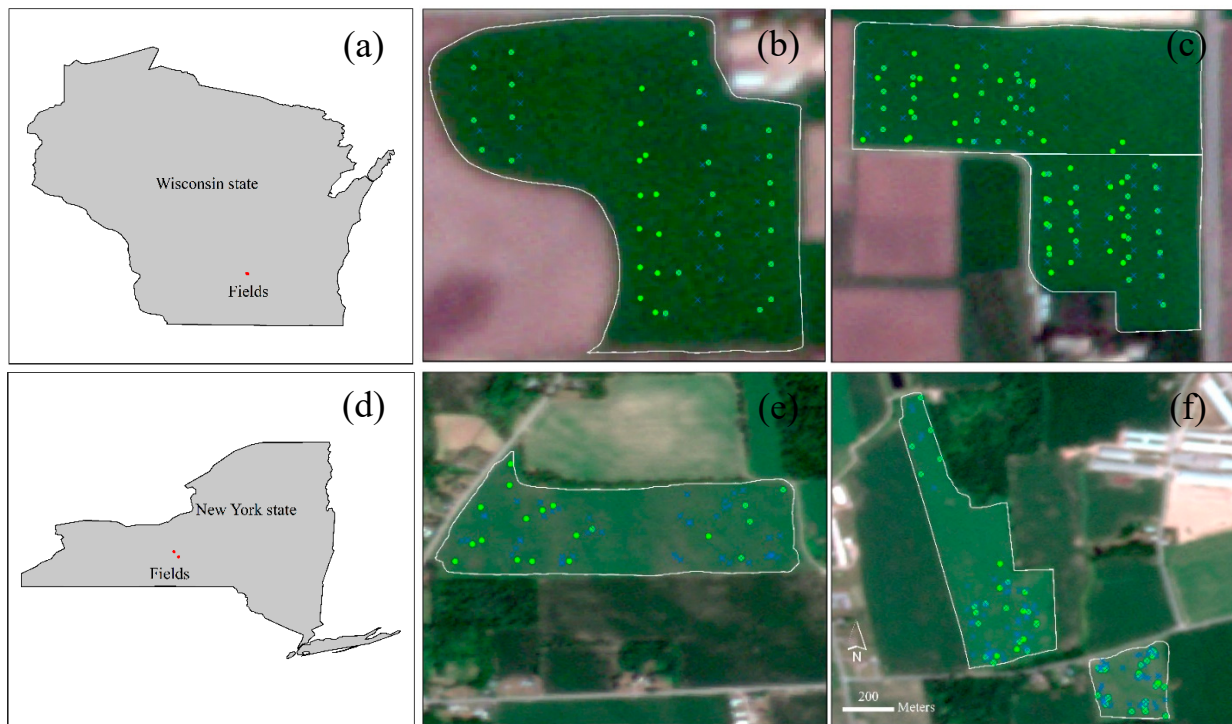 (a)
Wisconsin state
Fields
(b)
(c)
(d)
New York state
Fields
(e)
(f)
N
200
Meters